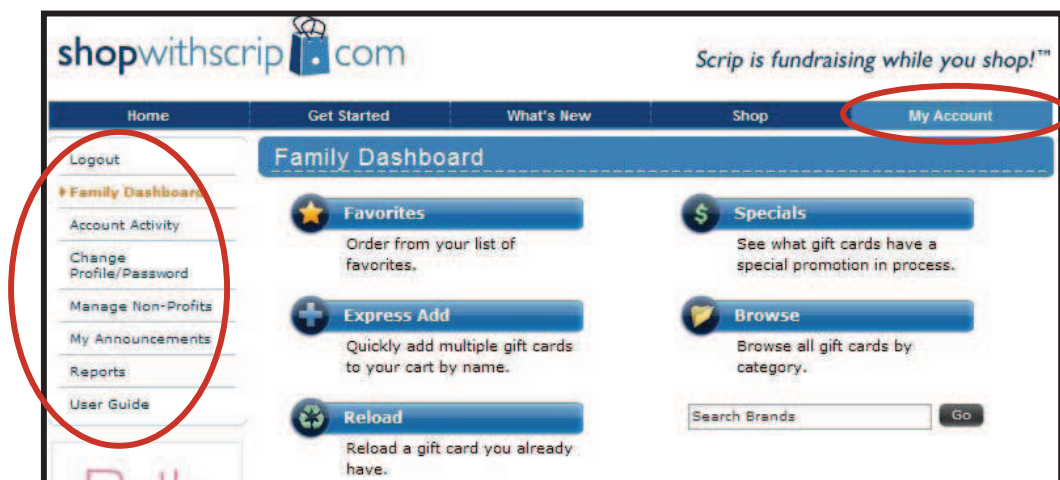 shopwithscrip.com
Scrip is fundraising while you shop!™
Home Get Started What's New Shop My Account
Logout
Family Dashboard
Account Activity
Change
Profile/Password
Manage Non-Profits
My Announcements
Reports
User Guide
Family Dashboard
Favorites
Order from your list of
favorites.
Express Add
Quickly add multiple gift cards
to your cart by name.
Reload
Reload a gift card you already
have.
Specials
See what gift cards have a
special promotion in process.
Browse
Browse all gift cards by
category.
Search Brands Go